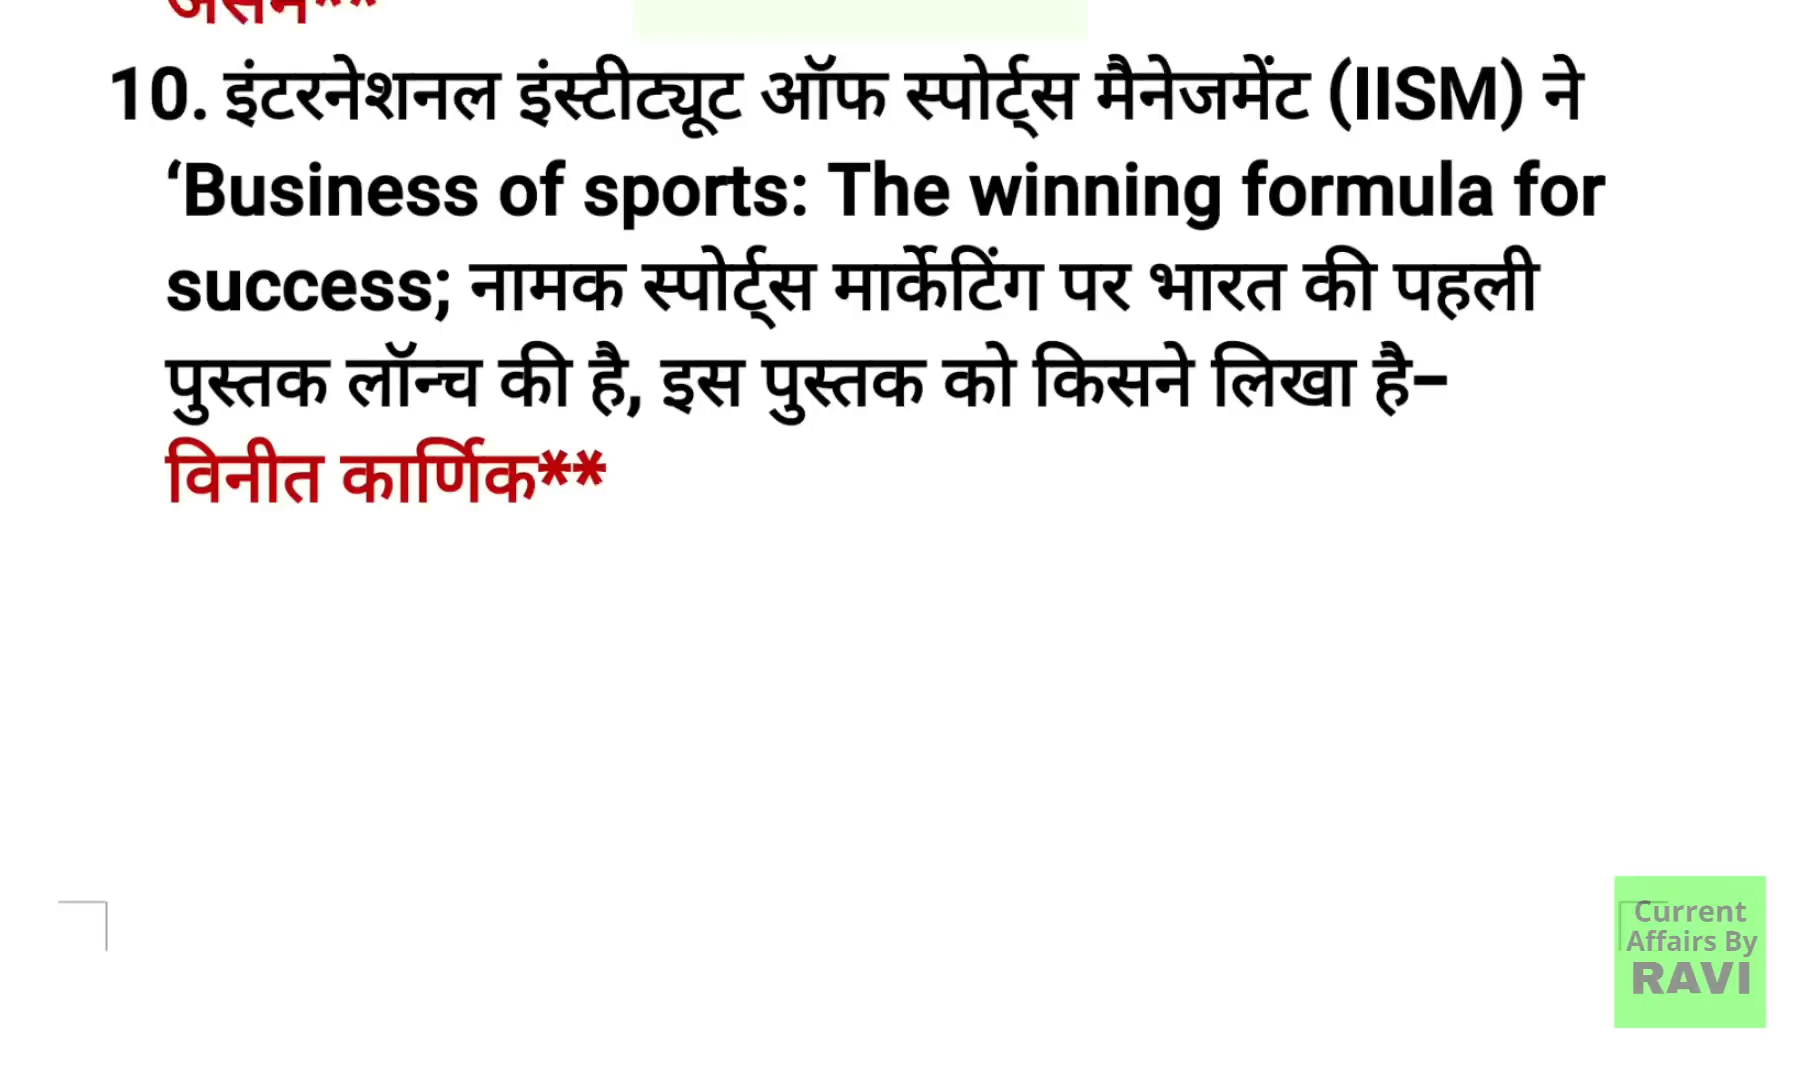 असम**
10. इंटरनेशनल इंस्टीट्यूट ऑफ स्पोर्ट्स मैनेजमेंट (IISM) ने
‘Business of sports: The winning formula for
success; नामक स्पोर्ट्स मार्केटिंग पर भारत की पहली
पुस्तक लॉन्च की है, इस पुस्तक को किसने लिखा है–
विनीत कार्णिक**
Current
Affairs By
RAVI